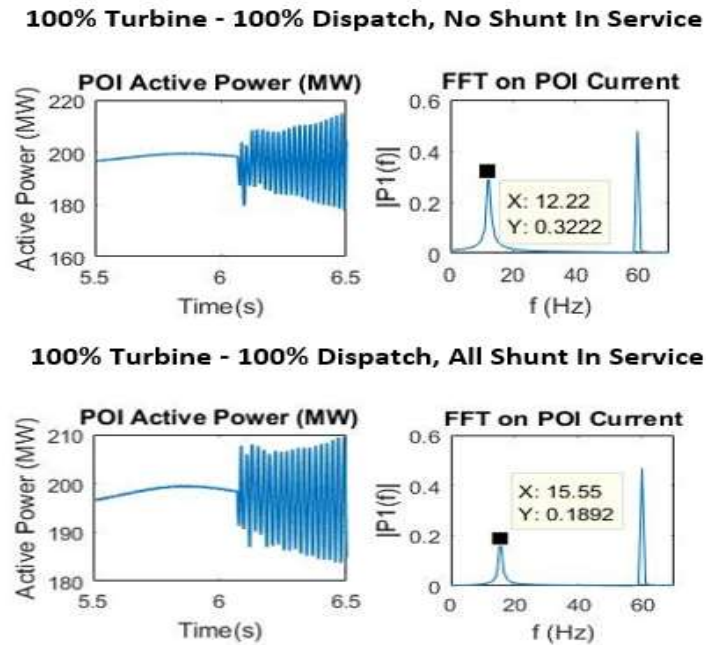 100% Turbine - 100% Dispatch, No Shunt In Service
POI Active Power (MW)
Active Power (MW)
220
200
180
160
5.5
6
6.5
Time(s)
FFT on POI Current
|P1(f)|
0.6
0.4
0.2
0
X: 12.22
Y: 0.3222
0
20
40
60
f (Hz)
100% Turbine - 100% Dispatch, All Shunt In Service
POI Active Power (MW)
Active Power (MW)
210
200
190
180
5.5
6
6.5
Time(s)
FFT on POI Current
|P1(f)|
0.6
0.4
0.2
0
X: 15.55
Y: 0.1892
0
20
40
60
f (Hz)